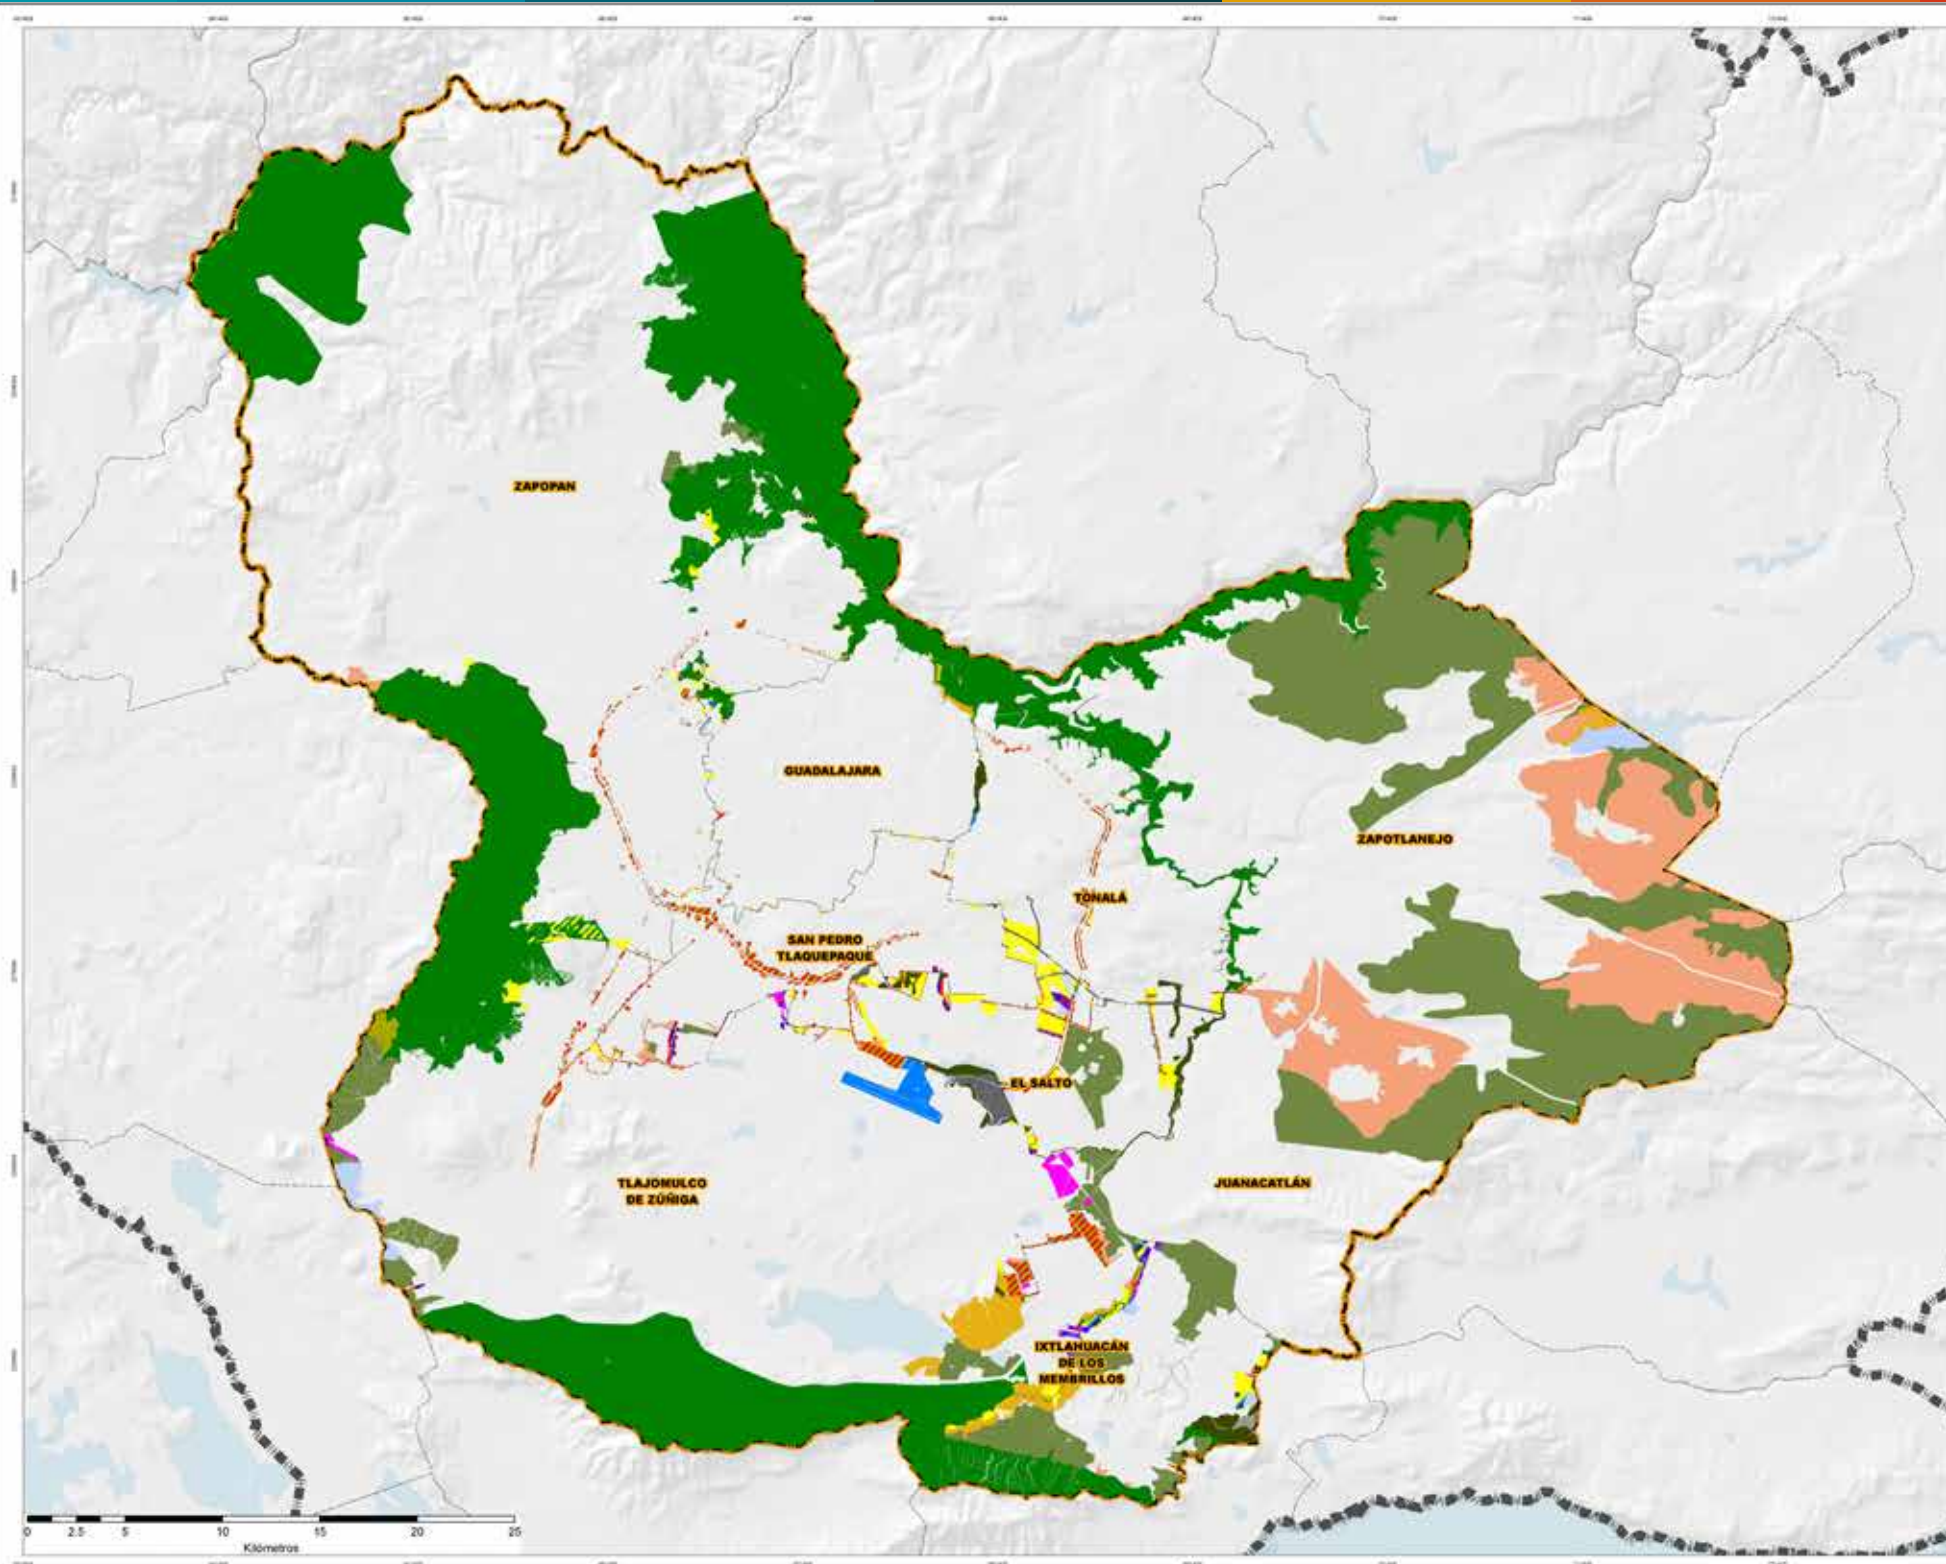 ZAPOPAN
GUADALAJARA
ZAPOTLANEJO
TONALÁ
SAN PEDRO
TLAQUEPAQUE
EL SALTO
TLAJOMULCO
DE ZÚÑIGA
JUANACATLÁN
IXTLAHUACÁN
DE LOS
MEMBRILLOS
0 2.5 5 10 15 20 25
Kilómetros